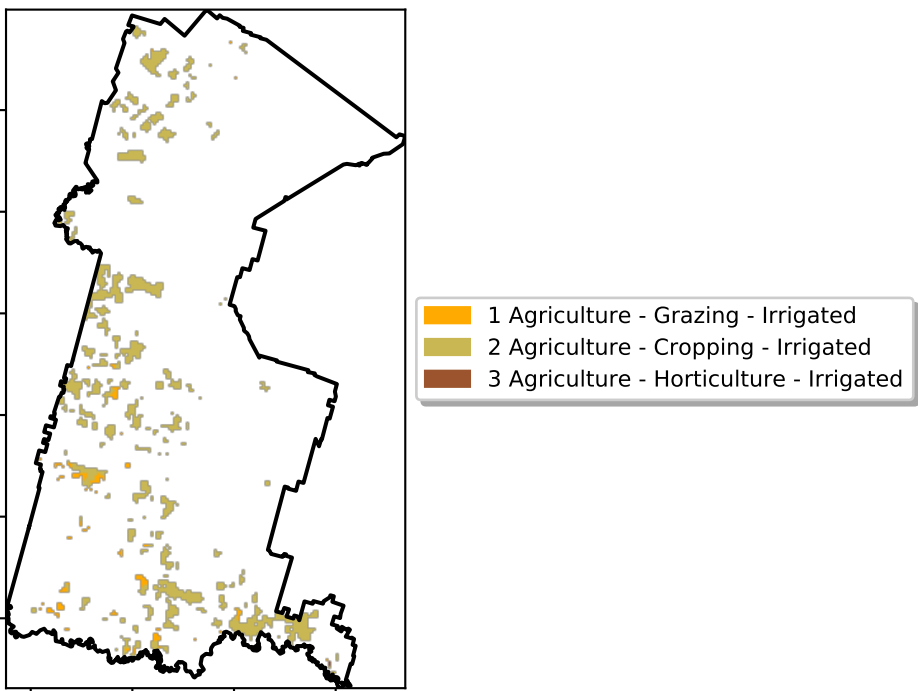 1 Agriculture - Grazing - Irrigated
2 Agriculture - Cropping - Irrigated
3 Agriculture - Horticulture - Irrigated